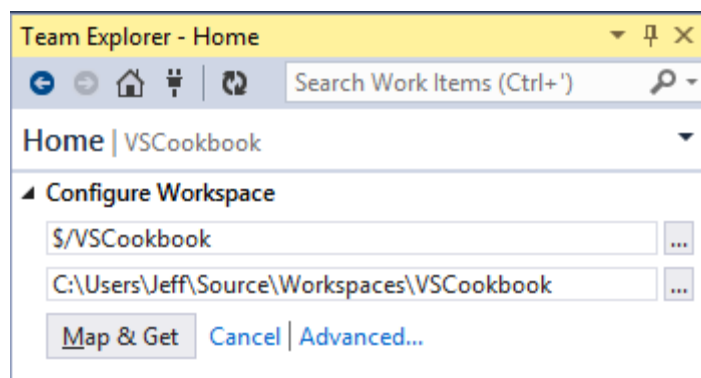 Team Explorer - Home
Search Work Items (Ctrl+')
Home | VSCookbook
Configure Workspace
$/VSCookbook
...
C:\Users\Jeff\Source\Workspaces\VSCookbook
...
Map & Get Cancel | Advanced...